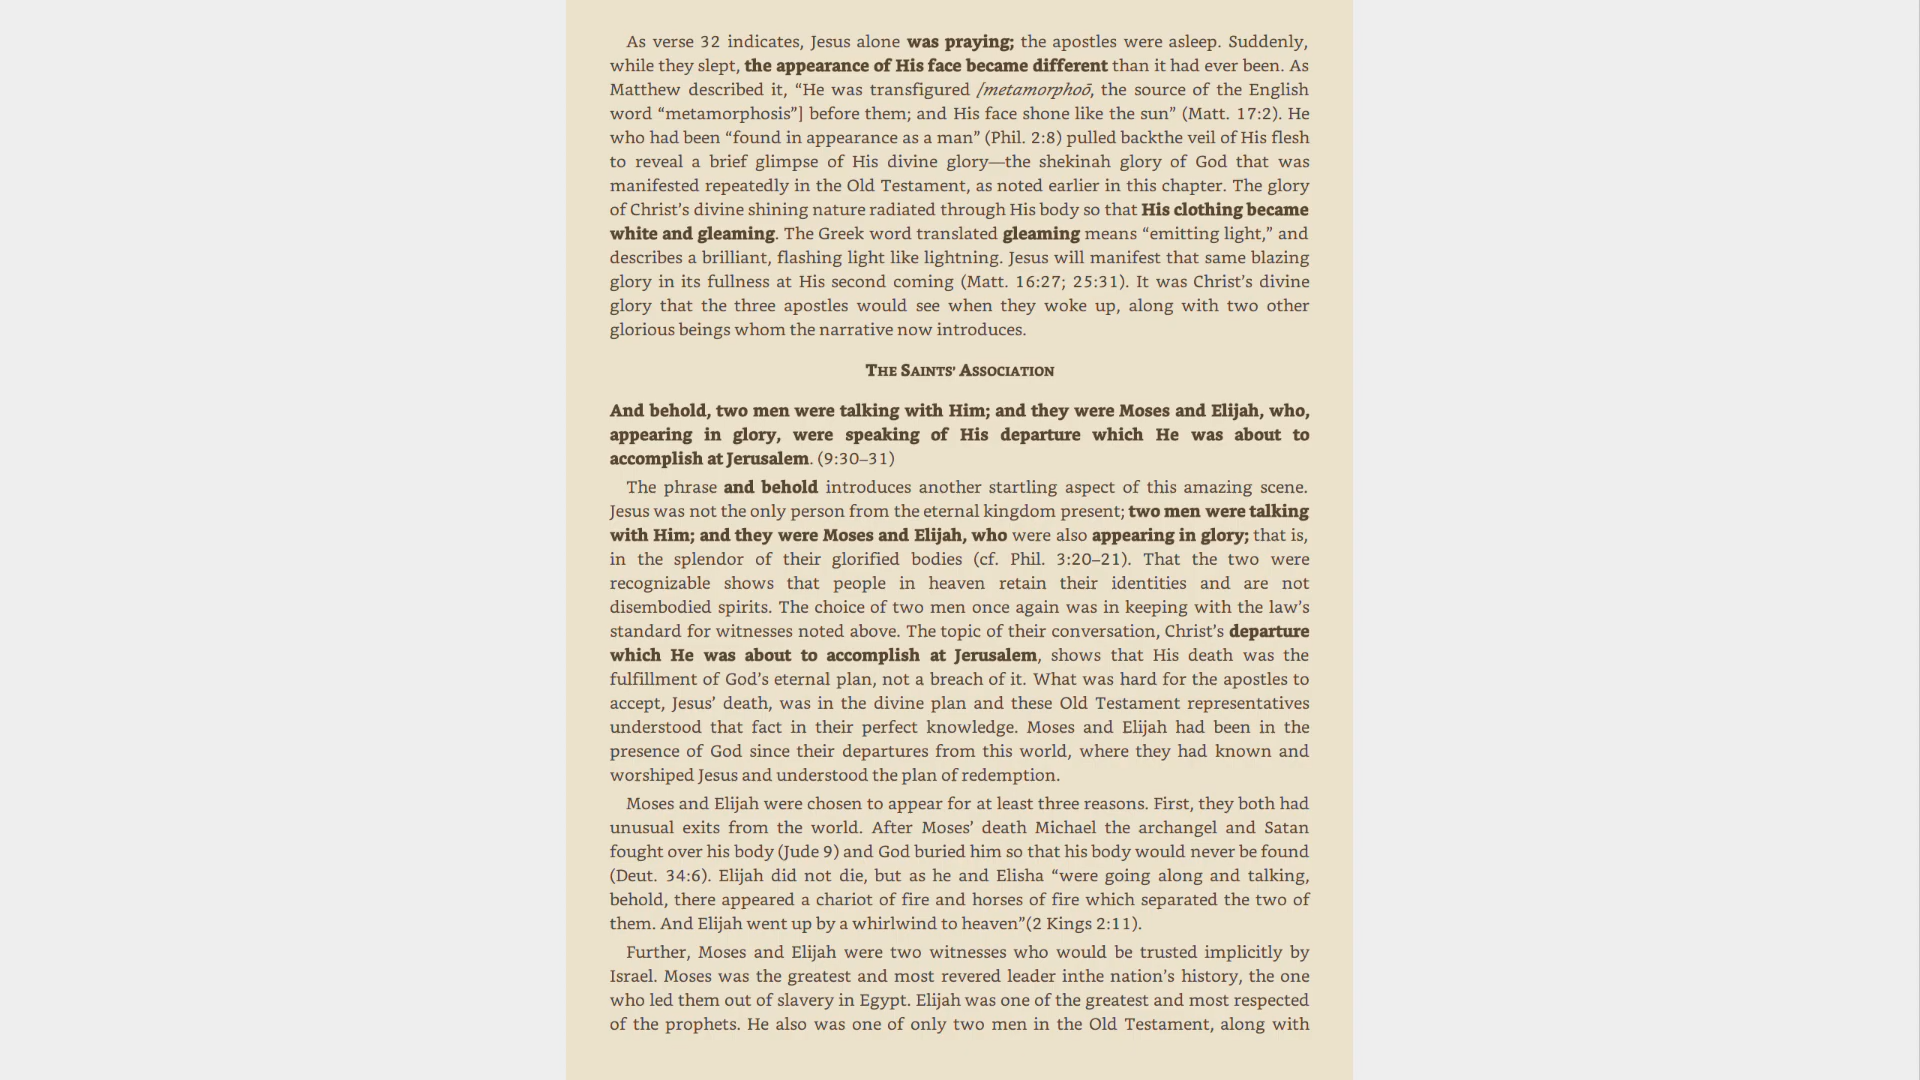 As verse 32 indicates, Jesus alone was praying; the apostles were asleep. Suddenly,
while they slept, the appearance of His face became different than it had ever been. As
Matthew described it, “He was transfigured [metamorphoō, the source of the English
word “metamorphosis”] before them; and His face shone like the sun” (Matt. 17:2). He
who had been “found in appearance as a man” (Phil. 2:8) pulled backthe veil of His flesh
to reveal a brief glimpse of His divine glory—the shekinah glory of God that was
manifested repeatedly in the Old Testament, as noted earlier in this chapter. The glory
of Christ’s divine shining nature radiated through His body so that His clothing became
white and gleaming. The Greek word translated gleaming means “emitting light,” and
describes a brilliant, flashing light like lightning. Jesus will manifest that same blazing
glory in its fullness at His second coming (Matt. 16:27; 25:31). It was Christ’s divine
glory that the three apostles would see when they woke up, along with two other
glorious beings whom the narrative now introduces.
The Saints’ Association
And behold, two men were talking with Him; and they were Moses and Elijah, who,
appearing in glory, were speaking of His departure which He was about to
accomplish at Jerusalem. (9:30–31)
The phrase and behold introduces another startling aspect of this amazing scene.
Jesus was not the only person from the eternal kingdom present; two men were talking
with Him; and they were Moses and Elijah, who were also appearing in glory; that is,
in the splendor of their glorified bodies (cf. Phil. 3:20–21). That the two were
recognizable shows that people in heaven retain their identities and are not
disembodied spirits. The choice of two men once again was in keeping with the law’s
standard for witnesses noted above. The topic of their conversation, Christ’s departure
which He was about to accomplish at Jerusalem, shows that His death was the
fulfillment of God’s eternal plan, not a breach of it. What was hard for the apostles to
accept, Jesus’ death, was in the divine plan and these Old Testament representatives
understood that fact in their perfect knowledge. Moses and Elijah had been in the
presence of God since their departures from this world, where they had known and
worshiped Jesus and understood the plan of redemption.
Moses and Elijah were chosen to appear for at least three reasons. First, they both had
unusual exits from the world. After Moses’ death Michael the archangel and Satan
fought over his body (Jude 9) and God buried him so that his body would never be found
(Deut. 34:6). Elijah did not die, but as he and Elisha “were going along and talking,
behold, there appeared a chariot of fire and horses of fire which separated the two of
them. And Elijah went up by a whirlwind to heaven”(2 Kings 2:11).
Further, Moses and Elijah were two witnesses who would be trusted implicitly by
Israel. Moses was the greatest and most revered leader inthe nation’s history, the one
who led them out of slavery in Egypt. Elijah was one of the greatest and most respected
of the prophets. He also was one of only two men in the Old Testament, along with